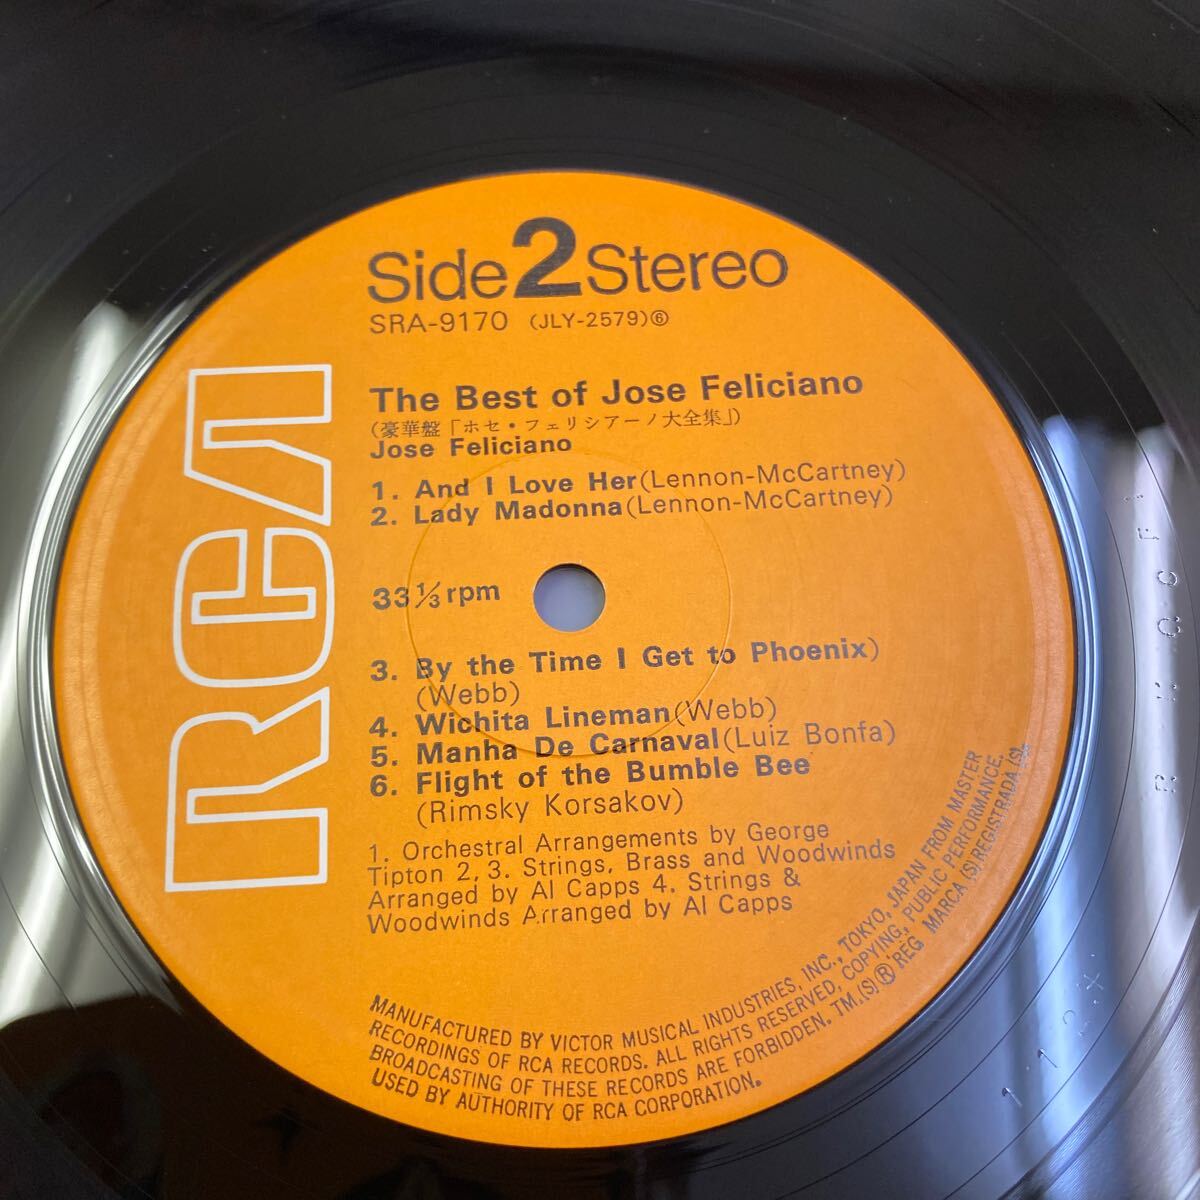 RCA
Side 2 Stereo
SRA-9170 (JLY-2579)⑥
The Best of Jose Feliciano
(豪華盤「ホセ・フェリシアーノ大全集」)
Jose Feliciano
1. And I Love Her(Lennon-McCartney)
2. Lady Madonna(Lennon-McCartney)
33⅓rpm
3. By the Time I Get to Phoenix)
(Webb)
4. Wichita Lineman(Webb)
5. Manha De Carnaval(Luiz Bonfa)
6. Flight of the Bumble Bee
(Rimsky Korsakov)
1. Orchestral Arrangements by George
Tipton 2, 3. Strings, Brass and Woodwinds
Arranged by Al Capps 4. Strings &
Woodwinds Arranged by Al Capps
MANUFACTURED BY VICTOR MUSICAL INDUSTRIES, INC., TOKYO, JAPAN FROM MASTER
RECORDINGS OF RCA RECORDS. ALL RIGHTS RESERVED, COPYING, PUBLIC PERFORMANCE,
BROADCASTING OF THESE RECORDS ARE FORBIDDEN. TM.(S)® REG MARCA (S) REGISTRADA (S),
USED BY AUTHORITY OF RCA CORPORATION.
112+